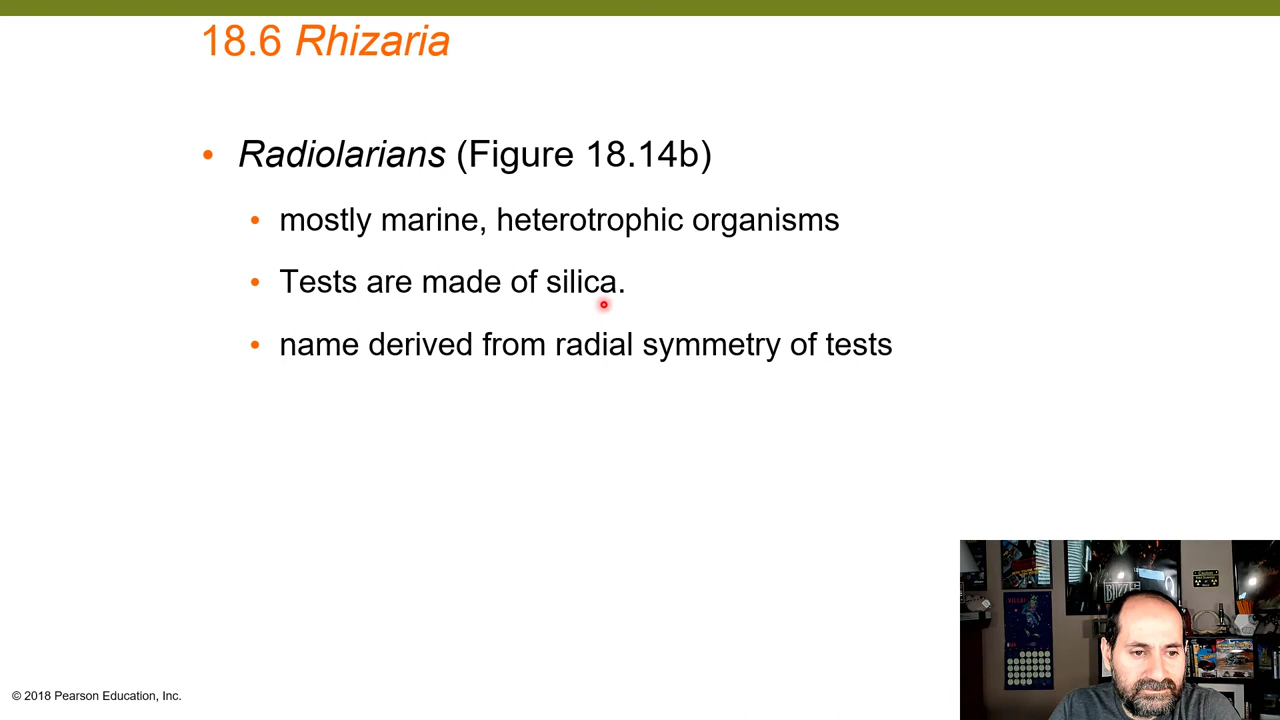 18.6 Rhizaria
• Radiolarians (Figure 18.14b)
• mostly marine, heterotrophic organisms
• Tests are made of silica.
• name derived from radial symmetry of tests
© 2018 Pearson Education, Inc.